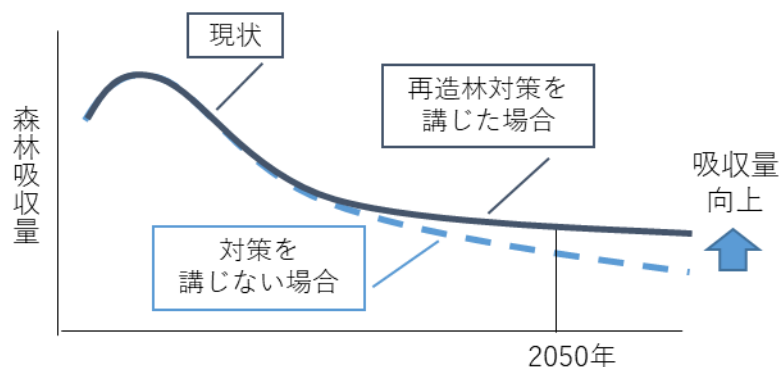 現状
再造林対策を
講じた場合
森林吸収量
吸収量
向上
対策を
講じない場合
2050年